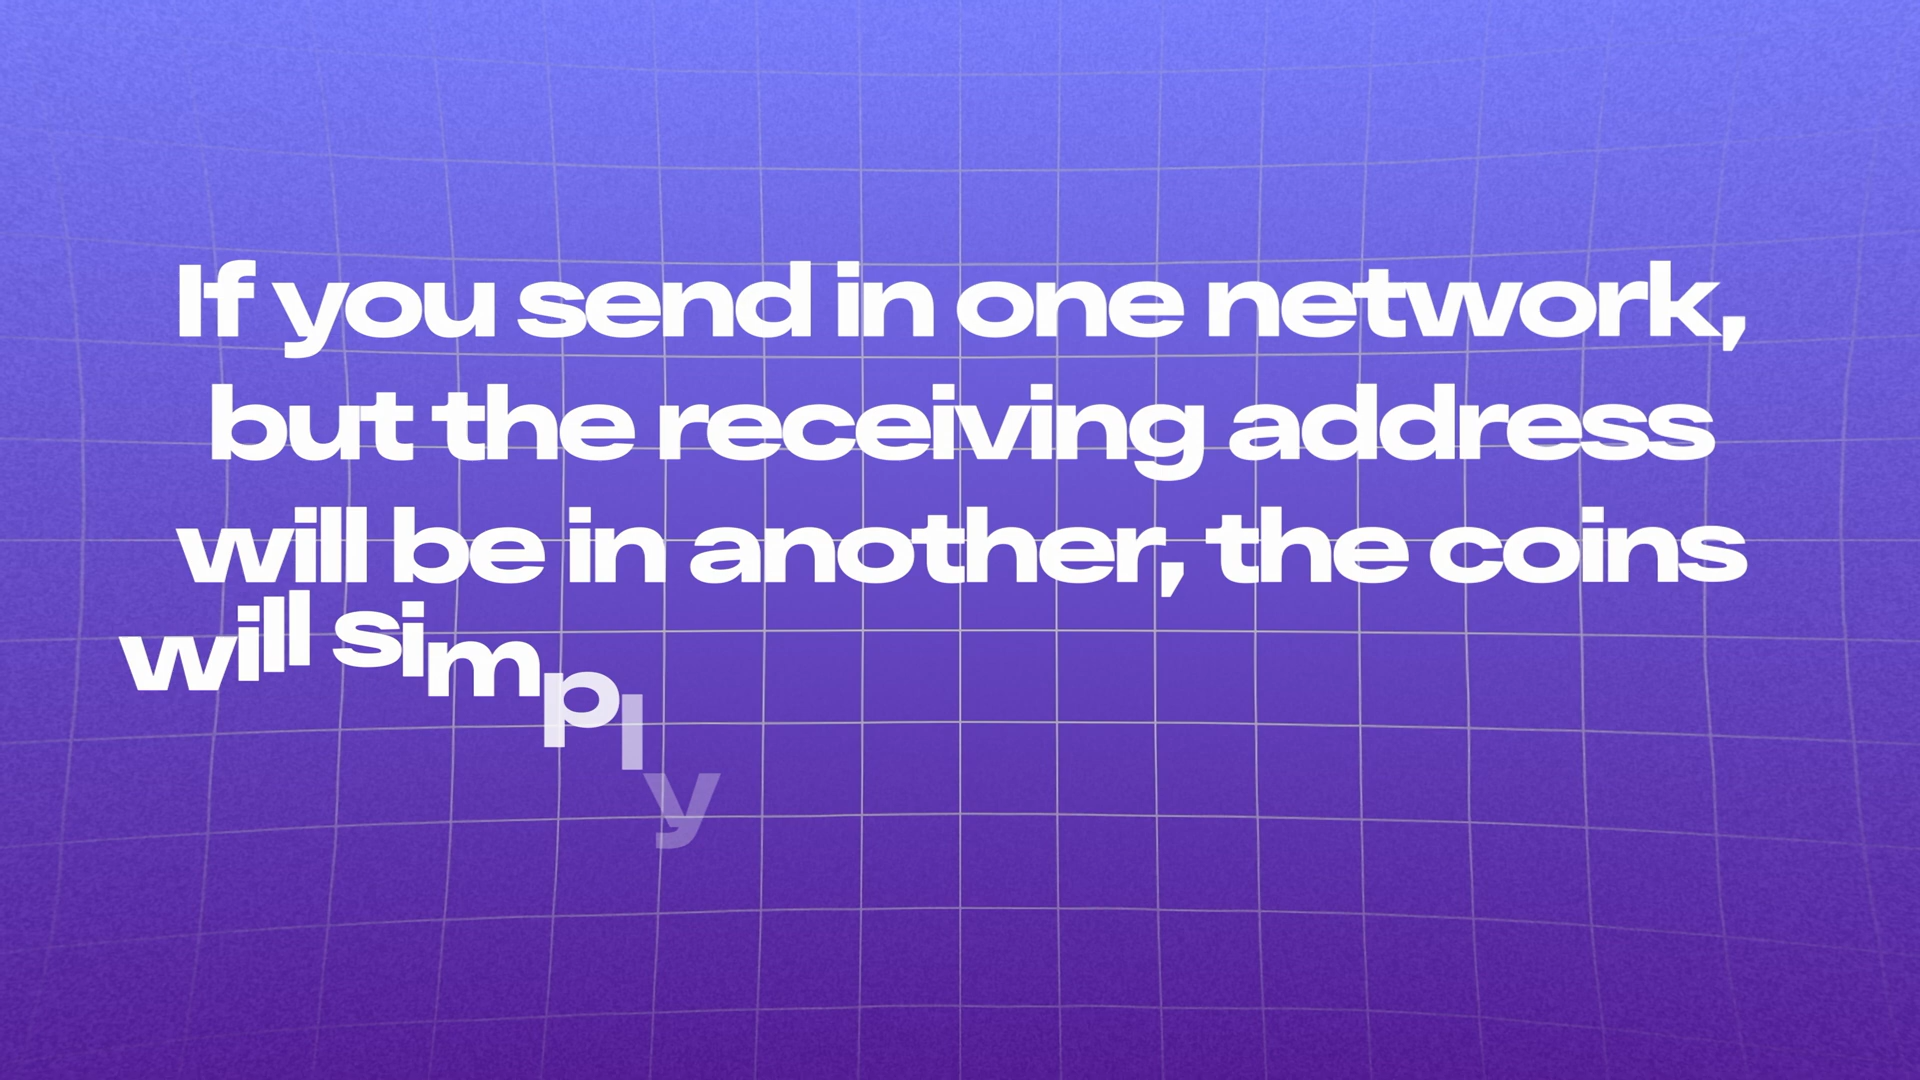 If you send in one network,
but the receiving address
will be in another, the coins
will simply